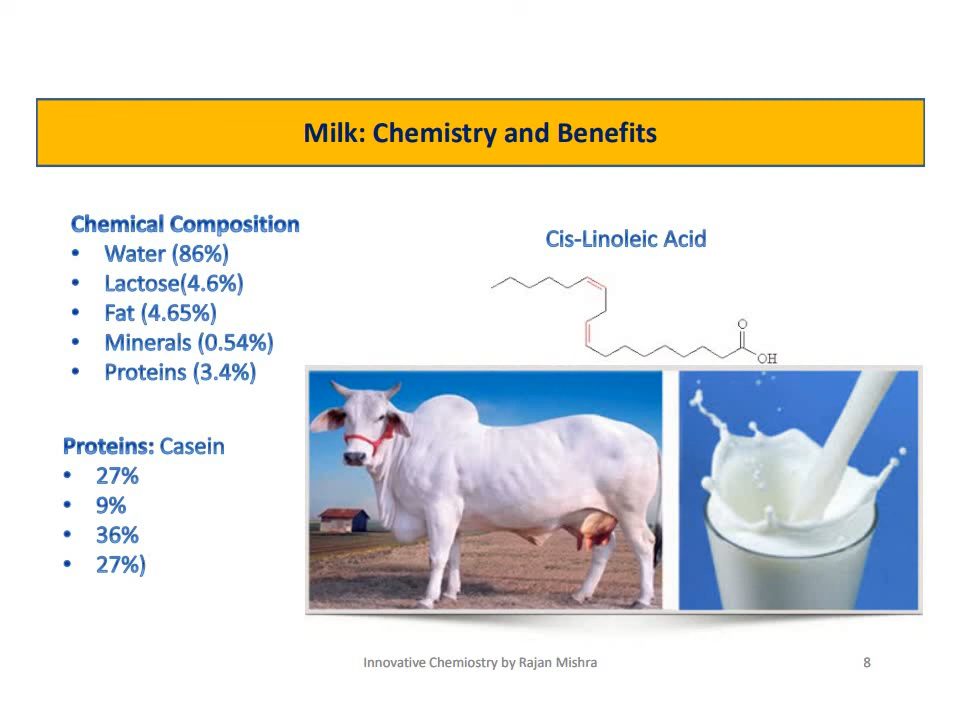 Milk: Chemistry and Benefits
Chemical Composition
• Water (86%)
• Lactose(4.6%)
• Fat (4.65%)
• Minerals (0.54%)
• Proteins (3.4%)
Proteins: Casein
• 27%
• 9%
• 36%
• 27%)
Cis-Linoleic Acid
O
OH
Innovative Chemiostry by Rajan Mishra
8